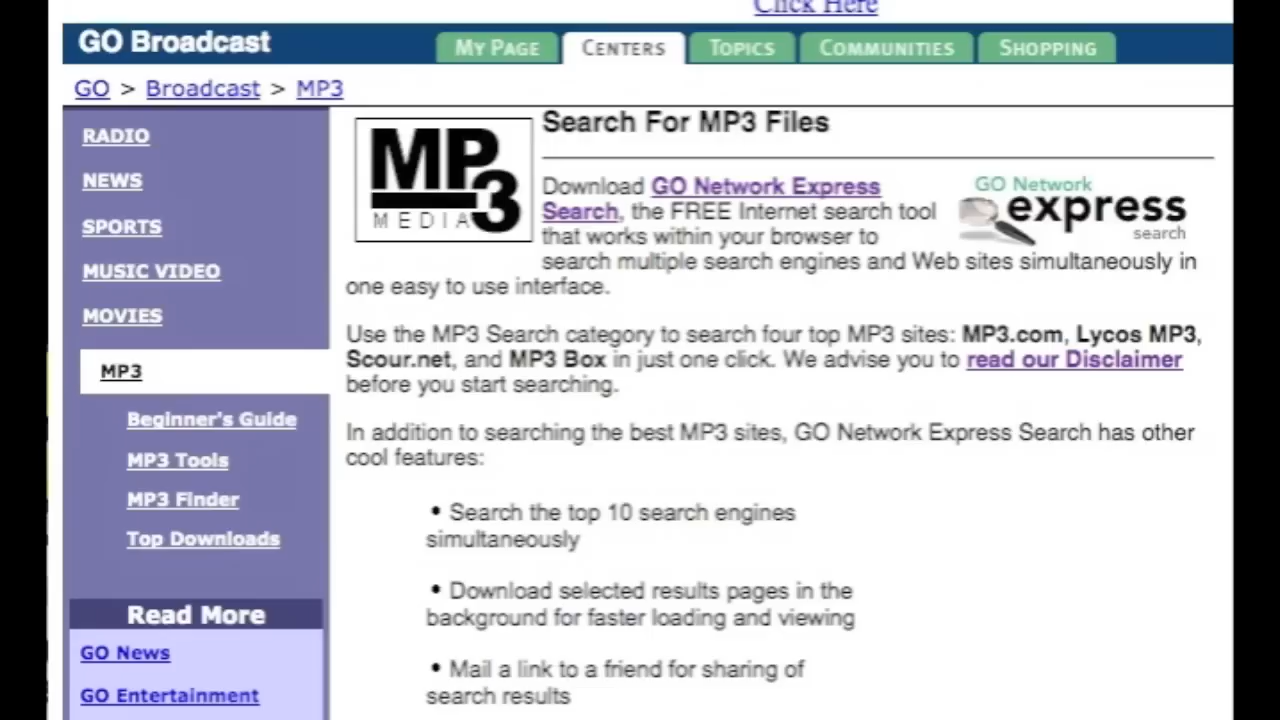 Click Here
GO Broadcast
MY PAGE
CENTERS
TOPICS
COMMUNITIES
SHOPPING
GO > Broadcast > MP3
RADIO
NEWS
SPORTS
MUSIC VIDEO
MOVIES
MP3
Beginner's Guide
MP3 Tools
MP3 Finder
Top Downloads
Read More
GO News
GO Entertainment
MP3
MEDIA
Search For MP3 Files
GO Network
express
search
Download GO Network Express
Search, the FREE Internet search tool
that works within your browser to
search multiple search engines and Web sites simultaneously in
one easy to use interface.
Use the MP3 Search category to search four top MP3 sites: MP3.com, Lycos MP3,
Scour.net, and MP3 Box in just one click. We advise you to read our Disclaimer
before you start searching.
In addition to searching the best MP3 sites, GO Network Express Search has other
cool features:
• Search the top 10 search engines
simultaneously
• Download selected results pages in the
background for faster loading and viewing
• Mail a link to a friend for sharing of
search results